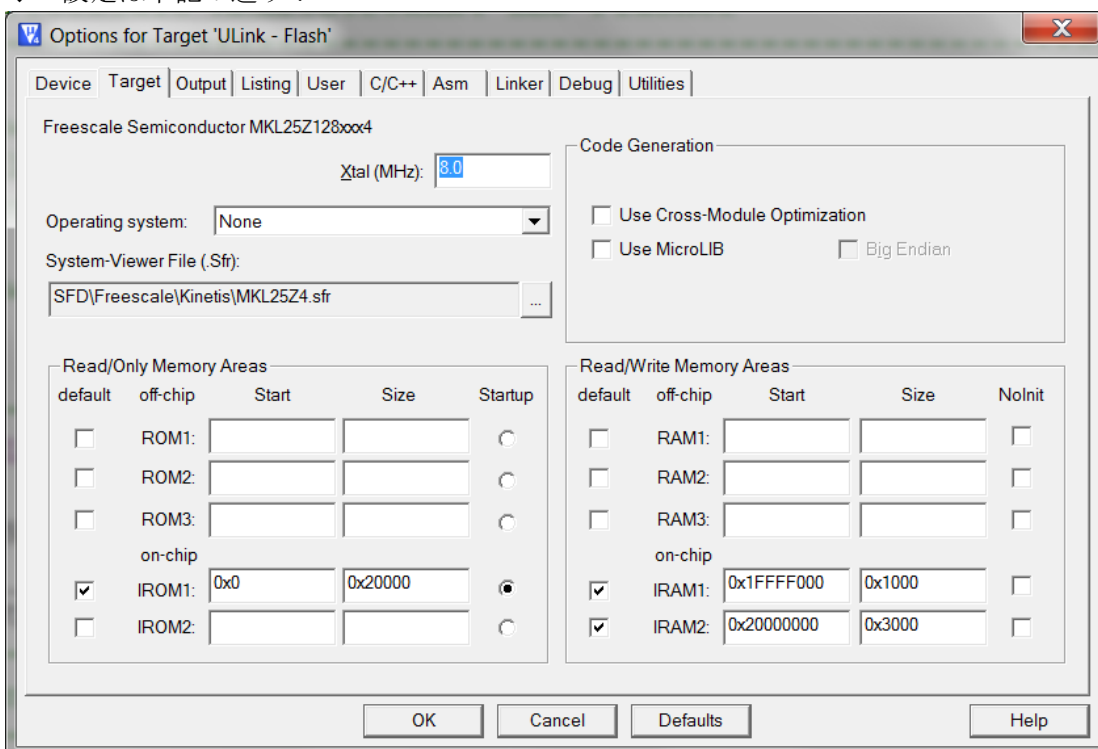 Options for Target 'ULink - Flash'
Device Target Output Listing User C/C++ Asm Linker Debug Utilities
Freescale Semiconductor MKL25Z128xxx4
Xtal (MHz): 8.0
Operating system: None
System-Viewer File (.Sfr):
SFD\Freescale\Kinetis\MKL25Z4.sfr ...
Code Generation
Use Cross-Module Optimization
Use MicroLIB Big Endian
Read/Only Memory Areas
default off-chip Start Size Startup
ROM1:
ROM2:
ROM3:
on-chip
IROM1: 0x0 0x20000
IROM2:
Read/Write Memory Areas
default off-chip Start Size NoInit
RAM1:
RAM2:
RAM3:
on-chip
IRAM1: 0x1FFFF000 0x1000
IRAM2: 0x20000000 0x3000
OK Cancel Defaults Help